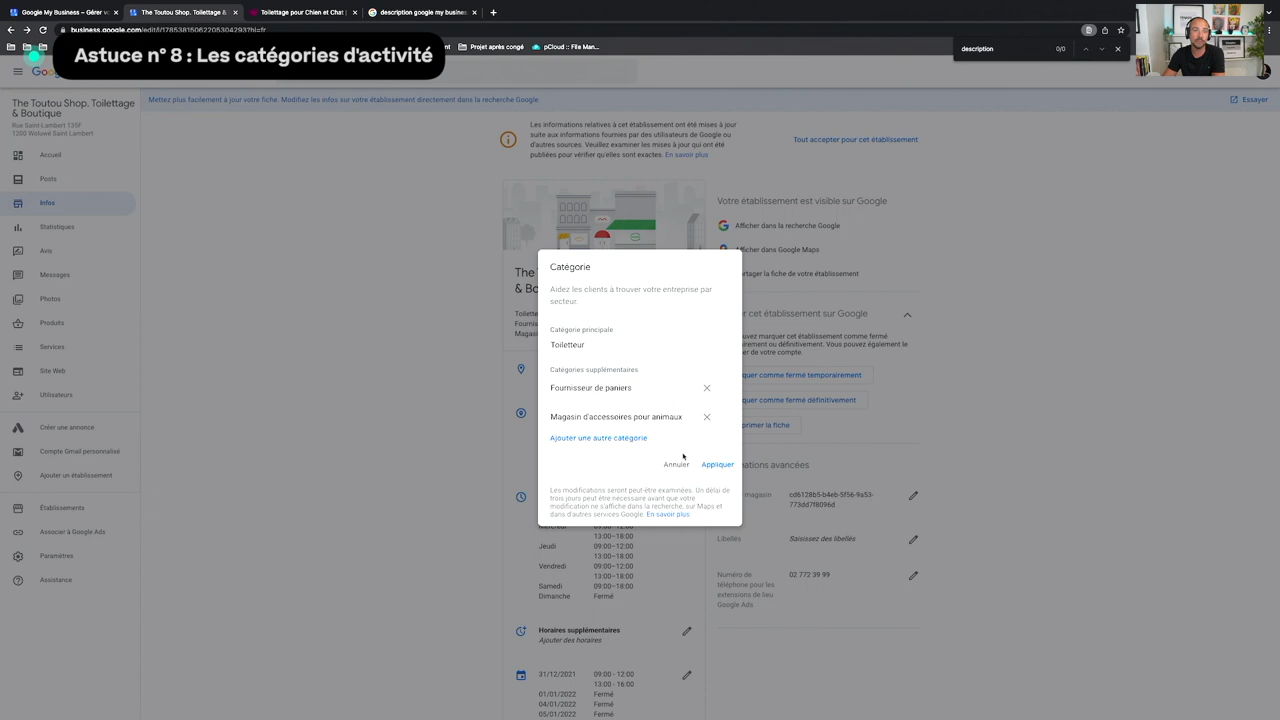 Google My Business – Gérer v
The Toutou Shop. Toilettage &
Toilettage pour Chien et Chat
description google my busines
business.google.com/edit/l/17853815062205304293?hl=fr
Projet après congé
pCloud :: File Man...
description
0/0
Astuce n° 8 : Les catégories d'activité
The Toutou Shop. Toilettage
& Boutique
Rue Saint-Lambert 135F
1200 Woluwé Saint Lambert
Mettez plus facilement à jour votre fiche. Modifiez les infos sur votre établissement directement dans la recherche Google
Essayer
Accueil
Posts
Infos
Statistiques
Avis
Messages
Photos
Produits
Services
Site Web
Utilisateurs
Créer une annonce
Compte Gmail personnalisé
Ajouter un établissement
Établissements
Associer à Google Ads
Paramètres
Assistance
Les informations relatives à cet établissement ont été mises à jour
suite aux informations fournies par des utilisateurs de Google ou
d'autres sources. Veuillez examiner les mises à jour qui ont été
publiées pour vérifier qu'elles sont exactes. En savoir plus
Tout accepter pour cet établissement
Votre établissement est visible sur Google
Afficher dans la recherche Google
fficher dans Google Maps
artager la fiche de votre établissement
The
& Bo
Toilette
Fournis
Magasi
Catégorie
Aidez les clients à trouver votre entreprise par
secteur.
Catégorie principale
Toiletteur
Catégories supplémentaires
Fournisseur de paniers
Magasin d'accessoires pour animaux
Ajouter une autre catégorie
Annuler
Appliquer
Les modifications seront peut-être examinées. Un délai de
trois jours peut être nécessaire avant que votre
modification ne s'affiche dans la recherche, sur Maps et
dans d'autres services Google. En savoir plus
r cet établissement sur Google
uvez marquer cet établissement comme fermé
irement ou définitivement. Vous pouvez également le
er de votre compte.
quer comme fermé temporairement
quer comme fermé définitivement
primer la fiche
mations avancées
magasin
cd6128b5-b4eb-5f56-9a53-
773dd7f8096d
Libellés
Saisissez des libellés
Numéro de
téléphone pour les
extensions de lieu
Google Ads
02 772 39 99
Mercredi
09:00–12:00
13:00–18:00
Jeudi
09:00–12:00
13:00–18:00
Vendredi
09:00–12:00
13:00–18:00
Samedi
09:00–18:00
Dimanche
Fermé
Horaires supplémentaires
Ajouter des horaires
31/12/2021
09:00 - 12:00
13:00 - 16:00
01/01/2022
Fermé
04/01/2022
Fermé
05/01/2022
Fermé